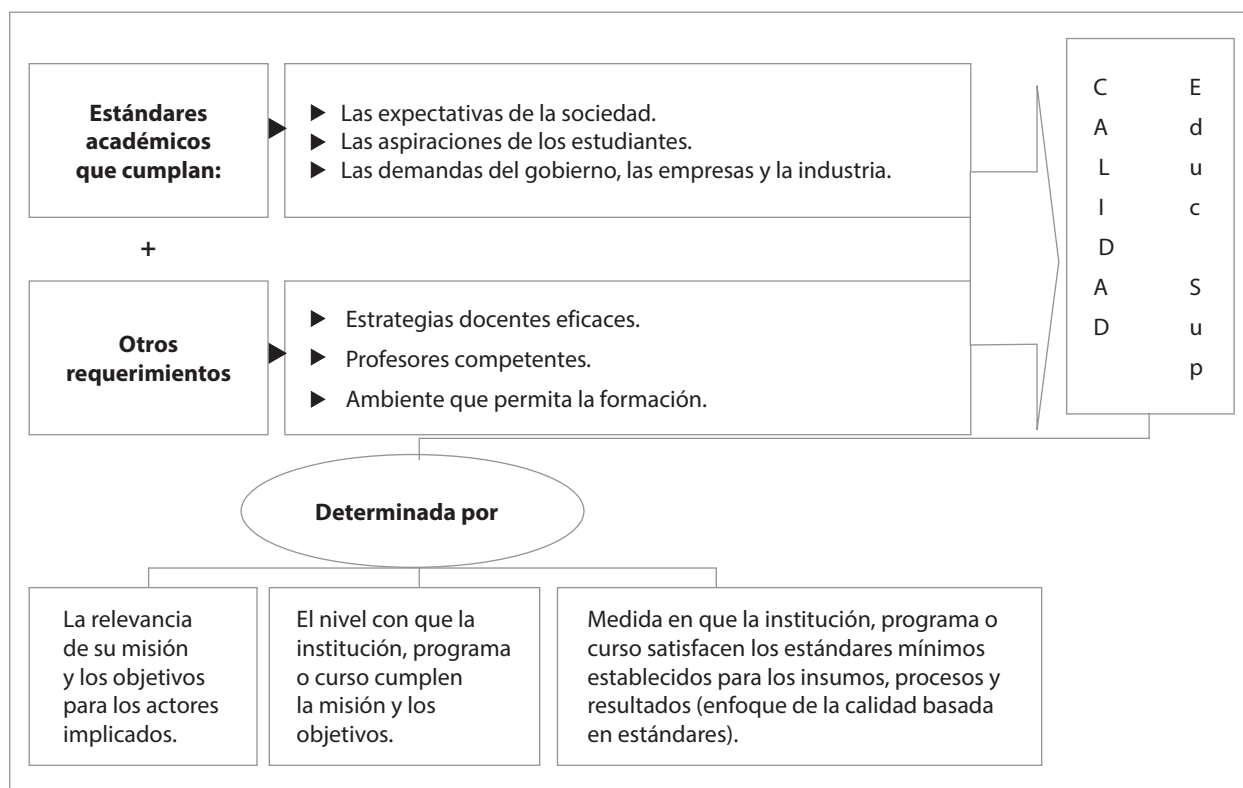 Estándares
académicos
que cumplan:
▶ Las expectativas de la sociedad.
▶ Las aspiraciones de los estudiantes.
▶ Las demandas del gobierno, las empresas y la industria.
+
Otros
requerimientos
▶ Estrategias docentes eficaces.
▶ Profesores competentes.
▶ Ambiente que permita la formación.
CALIDAD
Educ Sup
Determinada por
La relevancia
de su misión
y los objetivos
para los actores
implicados.
El nivel con que la
institución, programa
o curso cumplen
la misión y los
objetivos.
Medida en que la institución, programa o
curso satisfacen los estándares mínimos
establecidos para los insumos, procesos y
resultados (enfoque de la calidad basada
en estándares).